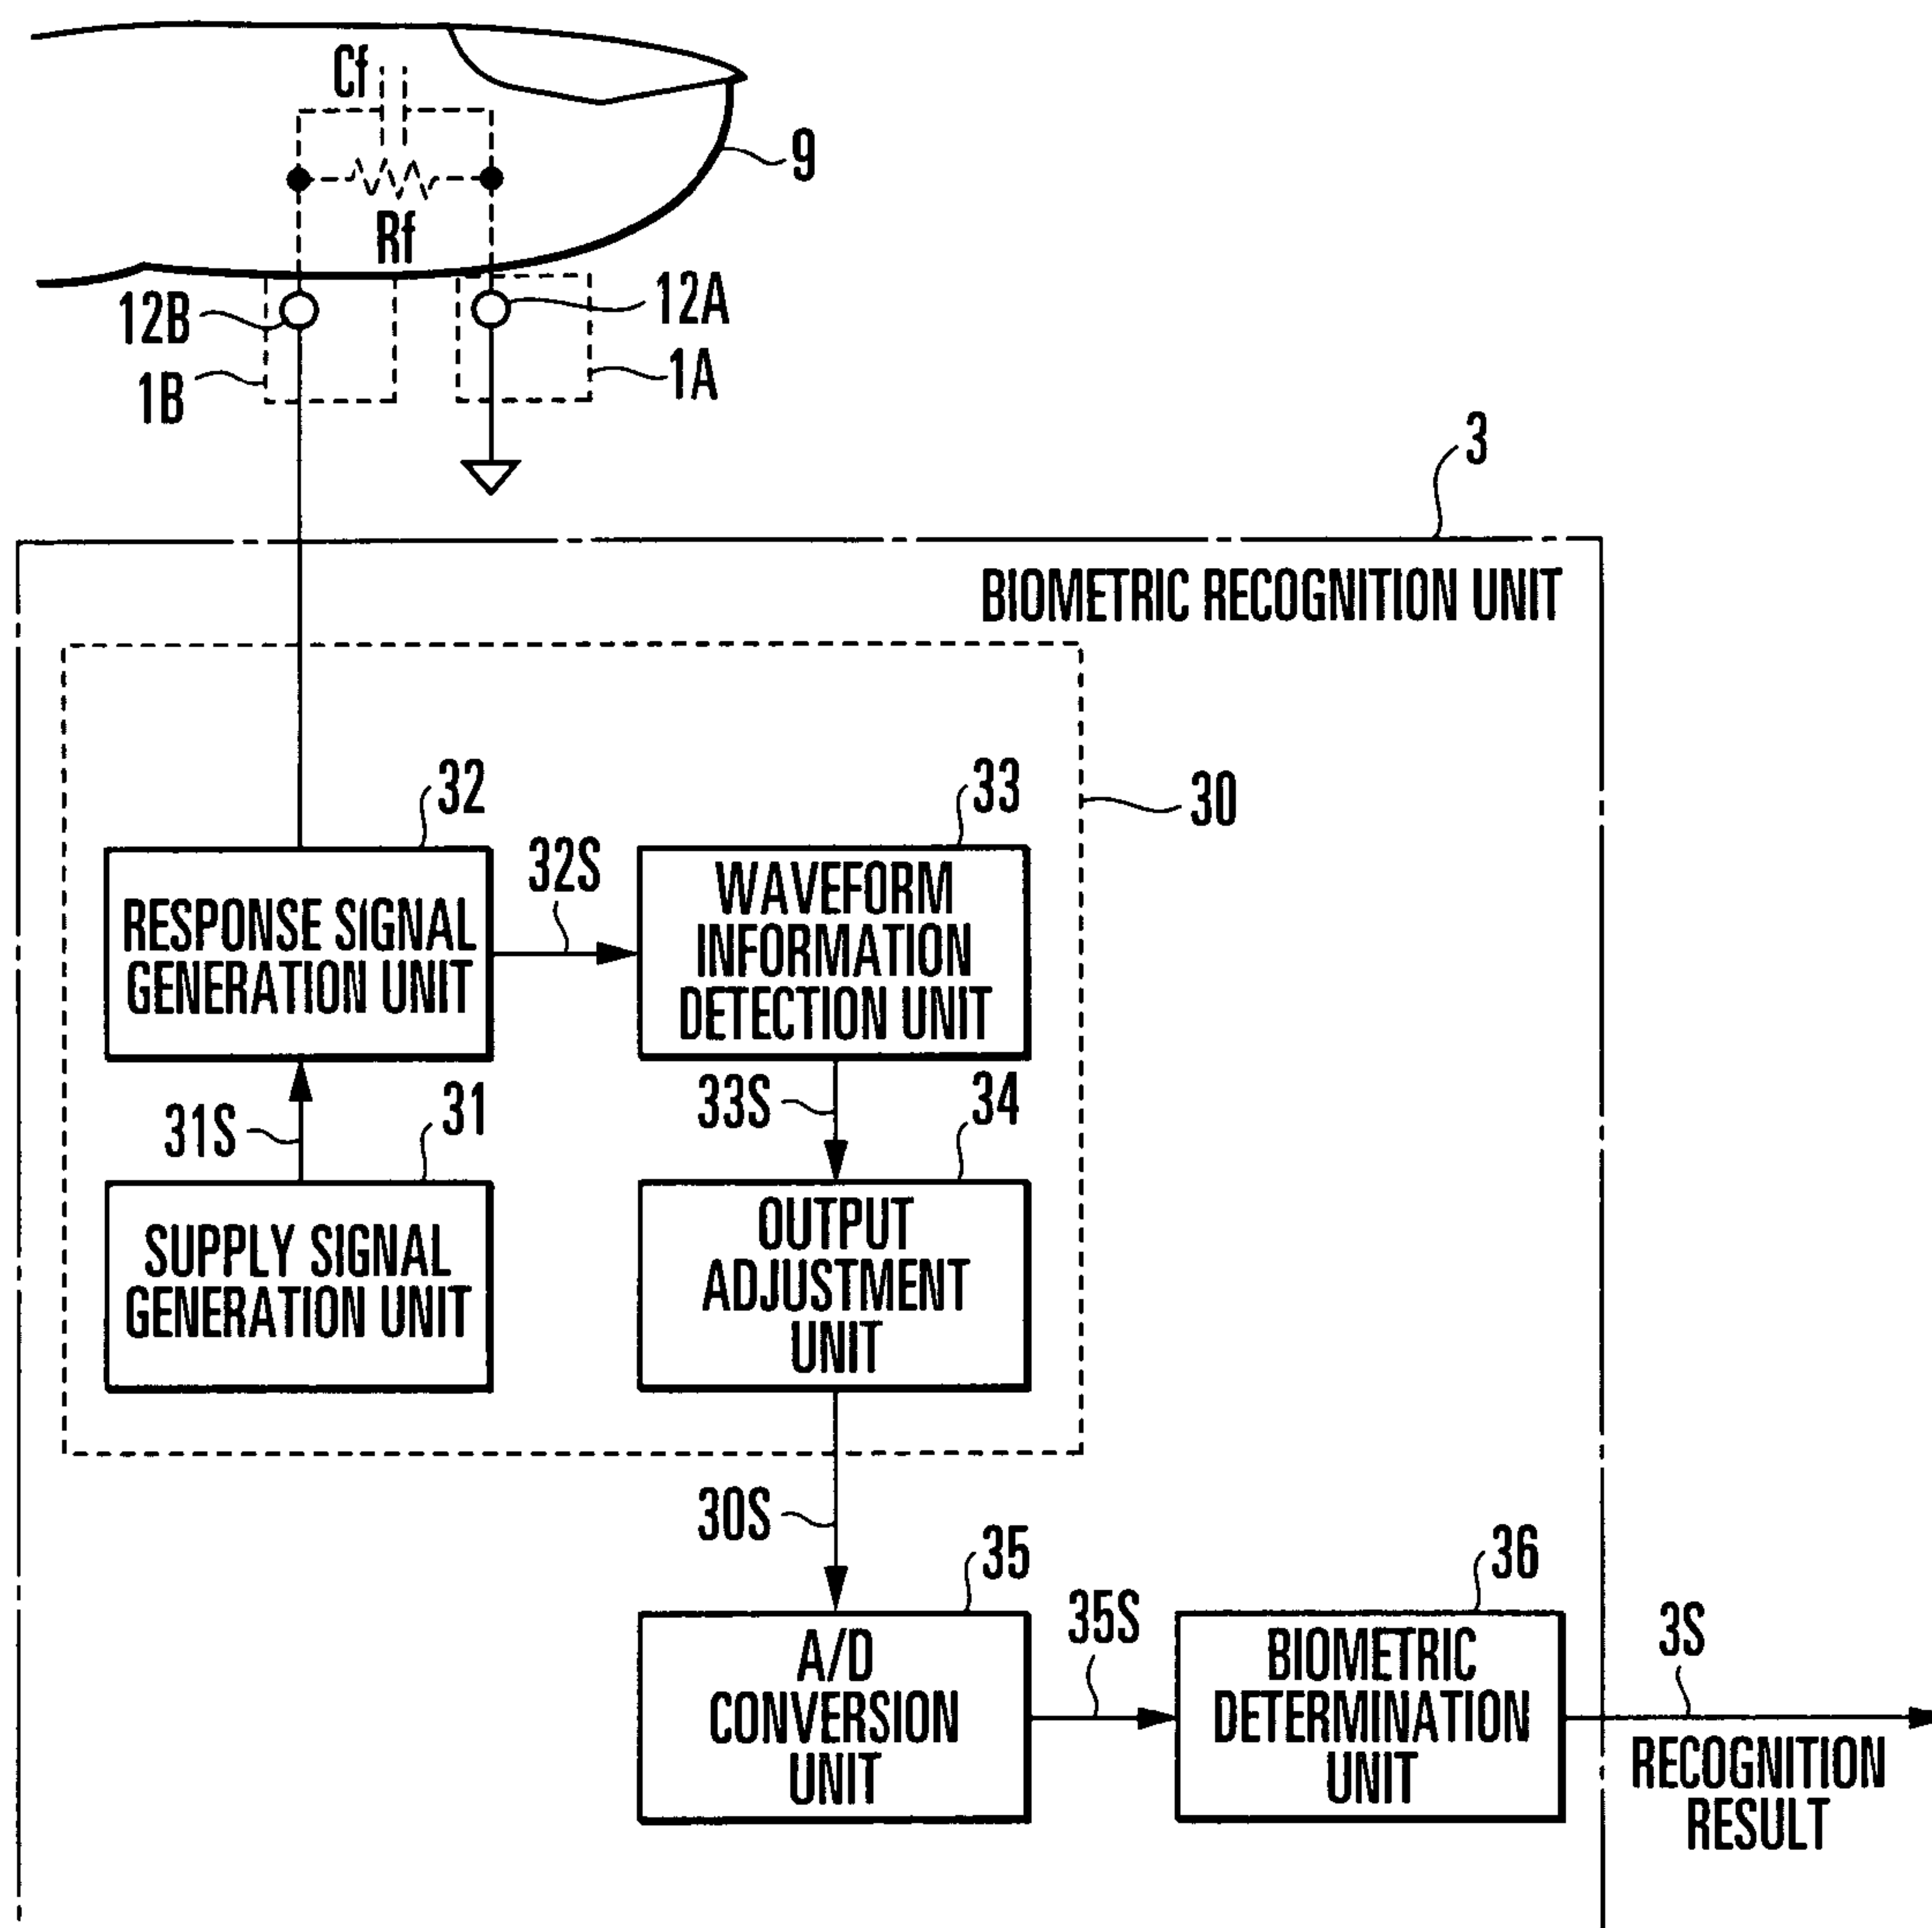 Cf
9
Rf
12B
12A
1B
1A
3
BIOMETRIC RECOGNITION UNIT
32
33
30
32S
RESPONSE SIGNAL
GENERATION UNIT
WAVEFORM
INFORMATION
DETECTION UNIT
31S
31
33S
34
SUPPLY SIGNAL
GENERATION UNIT
OUTPUT
ADJUSTMENT
UNIT
30S
35
36
35S
3S
A/D
CONVERSION
UNIT
BIOMETRIC
DETERMINATION
UNIT
RECOGNITION
RESULT